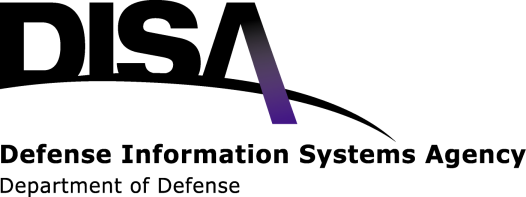 DISA
Defense Information Systems Agency
Department of Defense